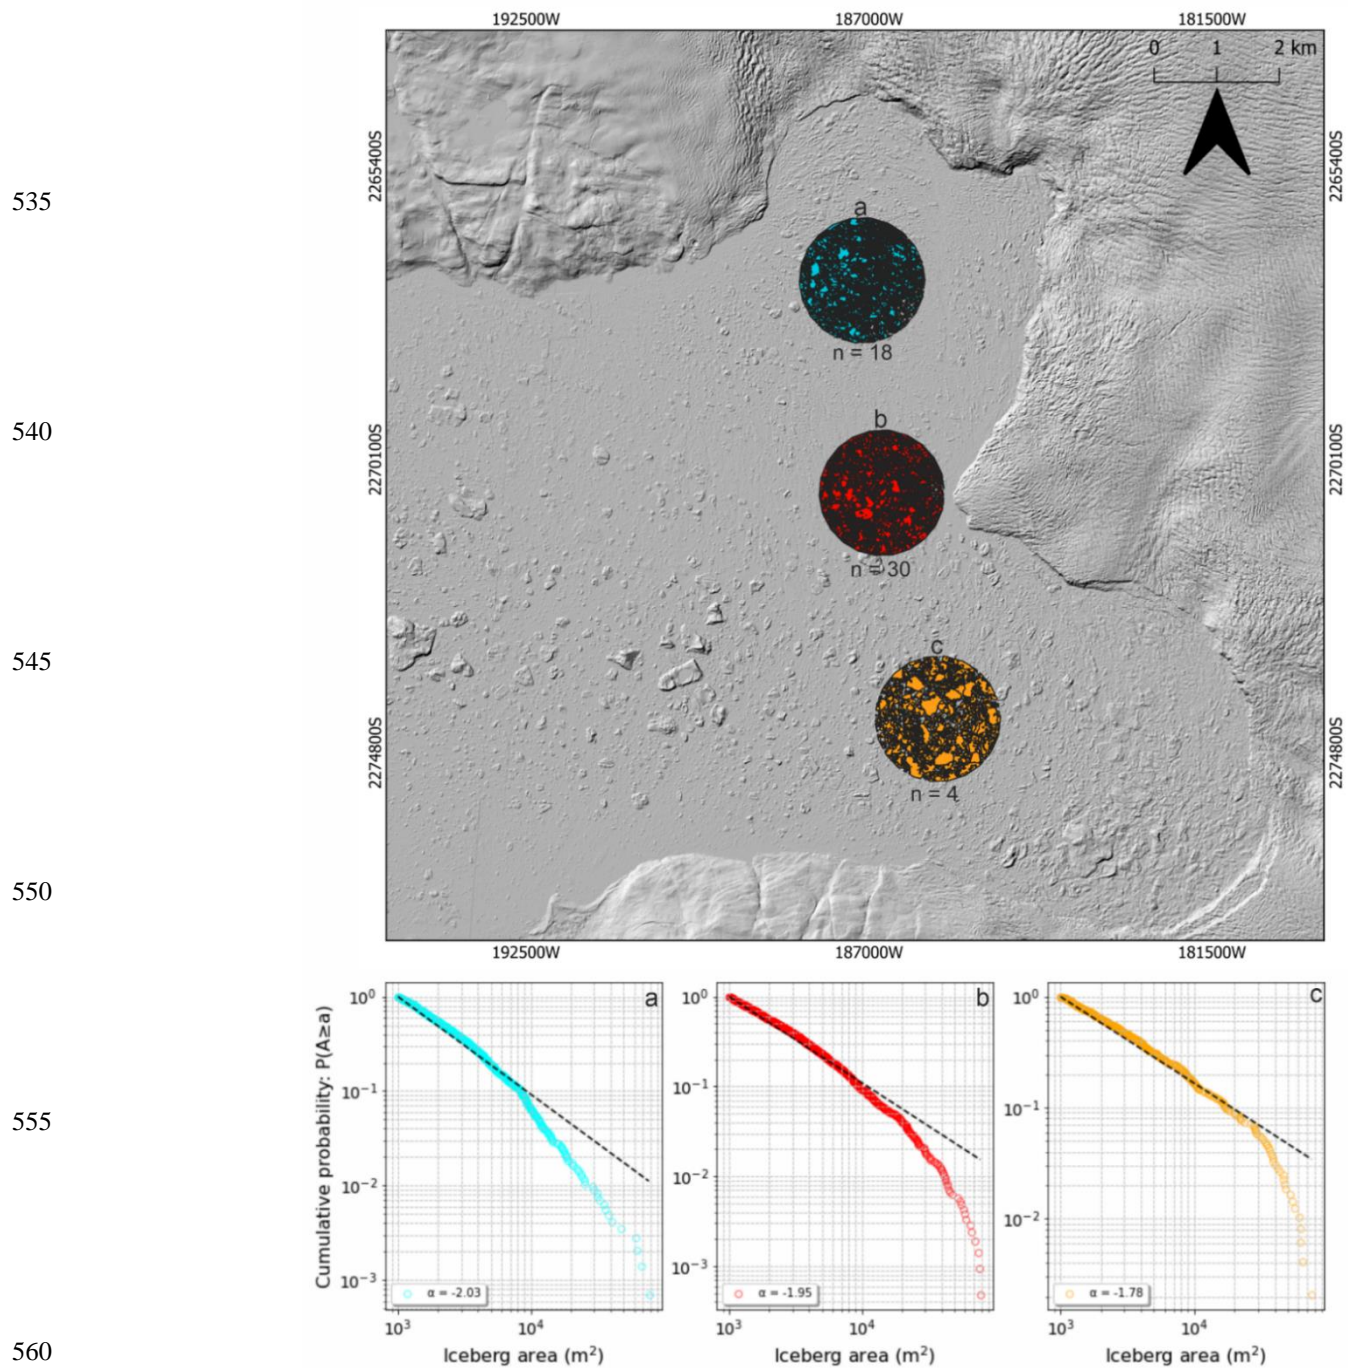 192500W 187000W 181500W
0 1 2 km
2265400S 2265400S
535
a
n = 18
540
b
2270100S 2270100S
n = 30
545
c
2274800S 2274800S
n = 4
550
192500W 187000W 181500W
a b c
Cumulative probability: P(A≥a)
10⁰ 10⁰ 10⁰
10⁻¹ 10⁻¹ 10⁻¹
555
10⁻² 10⁻² 10⁻²
10⁻³ 10⁻³
α = -2.03 α = -1.95 α = -1.78
10³ 10⁴ 10³ 10⁴ 10³ 10⁴
560
Iceberg area (m²) Iceberg area (m²) Iceberg area (m²)